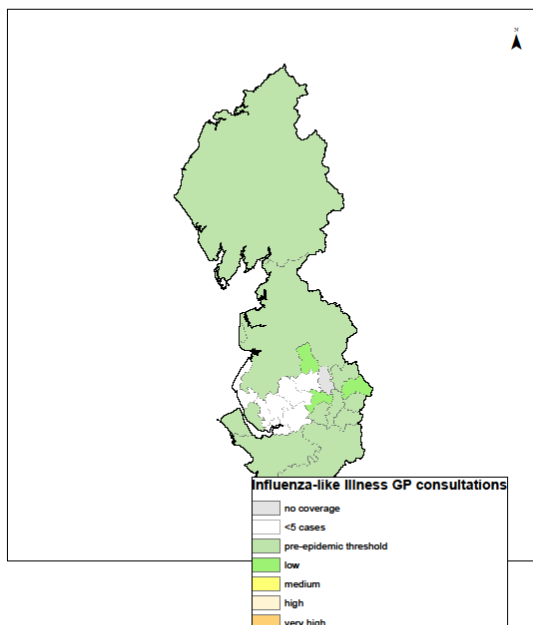 N
Influenza-like Illness GP consultations
no coverage
<5 cases
pre-epidemic threshold
low
medium
high
very high